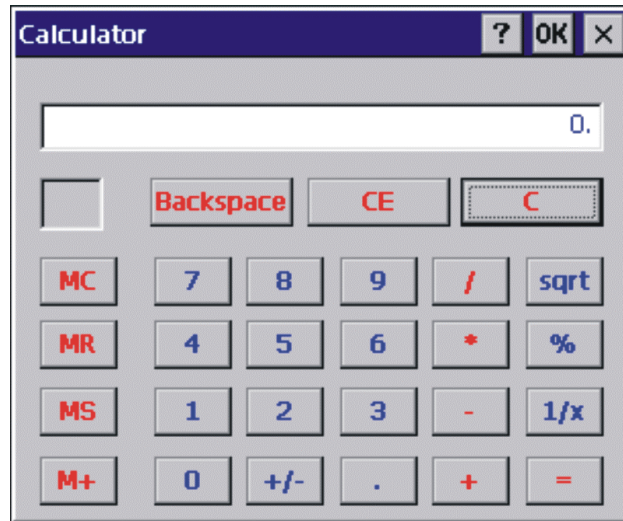 Calculator ? OK ×
0.
Backspace CE C
MC 7 8 9 / sqrt
MR 4 5 6 * %
MS 1 2 3 - 1/x
M+ 0 +/- . + =